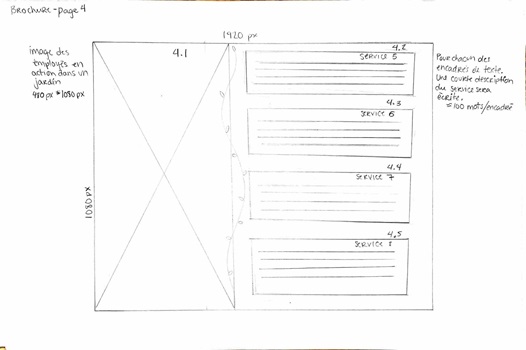 Brochure - page 4
1920 px
image des
employés en
action dans un
jardin
480 px * 1080 px
4.1
1080 px
4.2
SERVICE 5
4.3
SERVICE 6
4.4
SERVICE 7
4.5
SERVICE 8
Pour chacun des
encadrés de texte.
Une courte description
du service sera
écrite.
≤100 mots/encadré